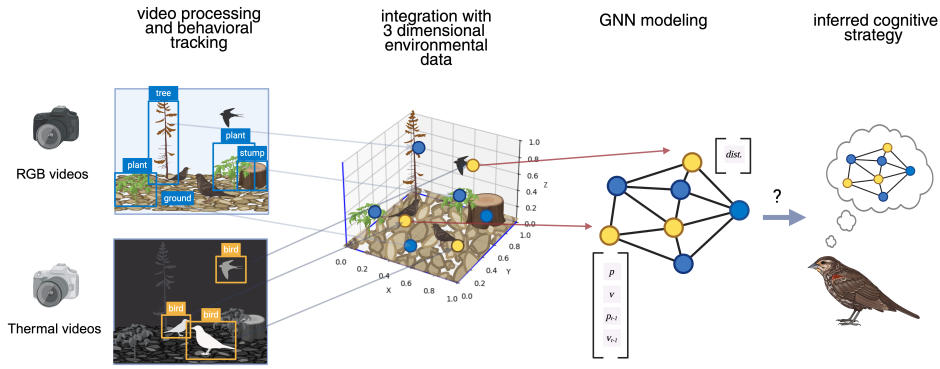 video processing
and behavioral
tracking
integration with
3 dimensional
environmental
data
GNN modeling
inferred cognitive
strategy
RGB videos
tree
plant
plant
stump
ground
Thermal videos
bird
bird
bird
0.0
0.2
0.4
0.6
0.8
1.0
X
0.0
0.2
0.4
0.6
0.8
1.0
Y
0.0
0.2
0.4
0.6
0.8
1.0
Z
dist.
p
v
pₜ₋₁
vₜ₋₁
?